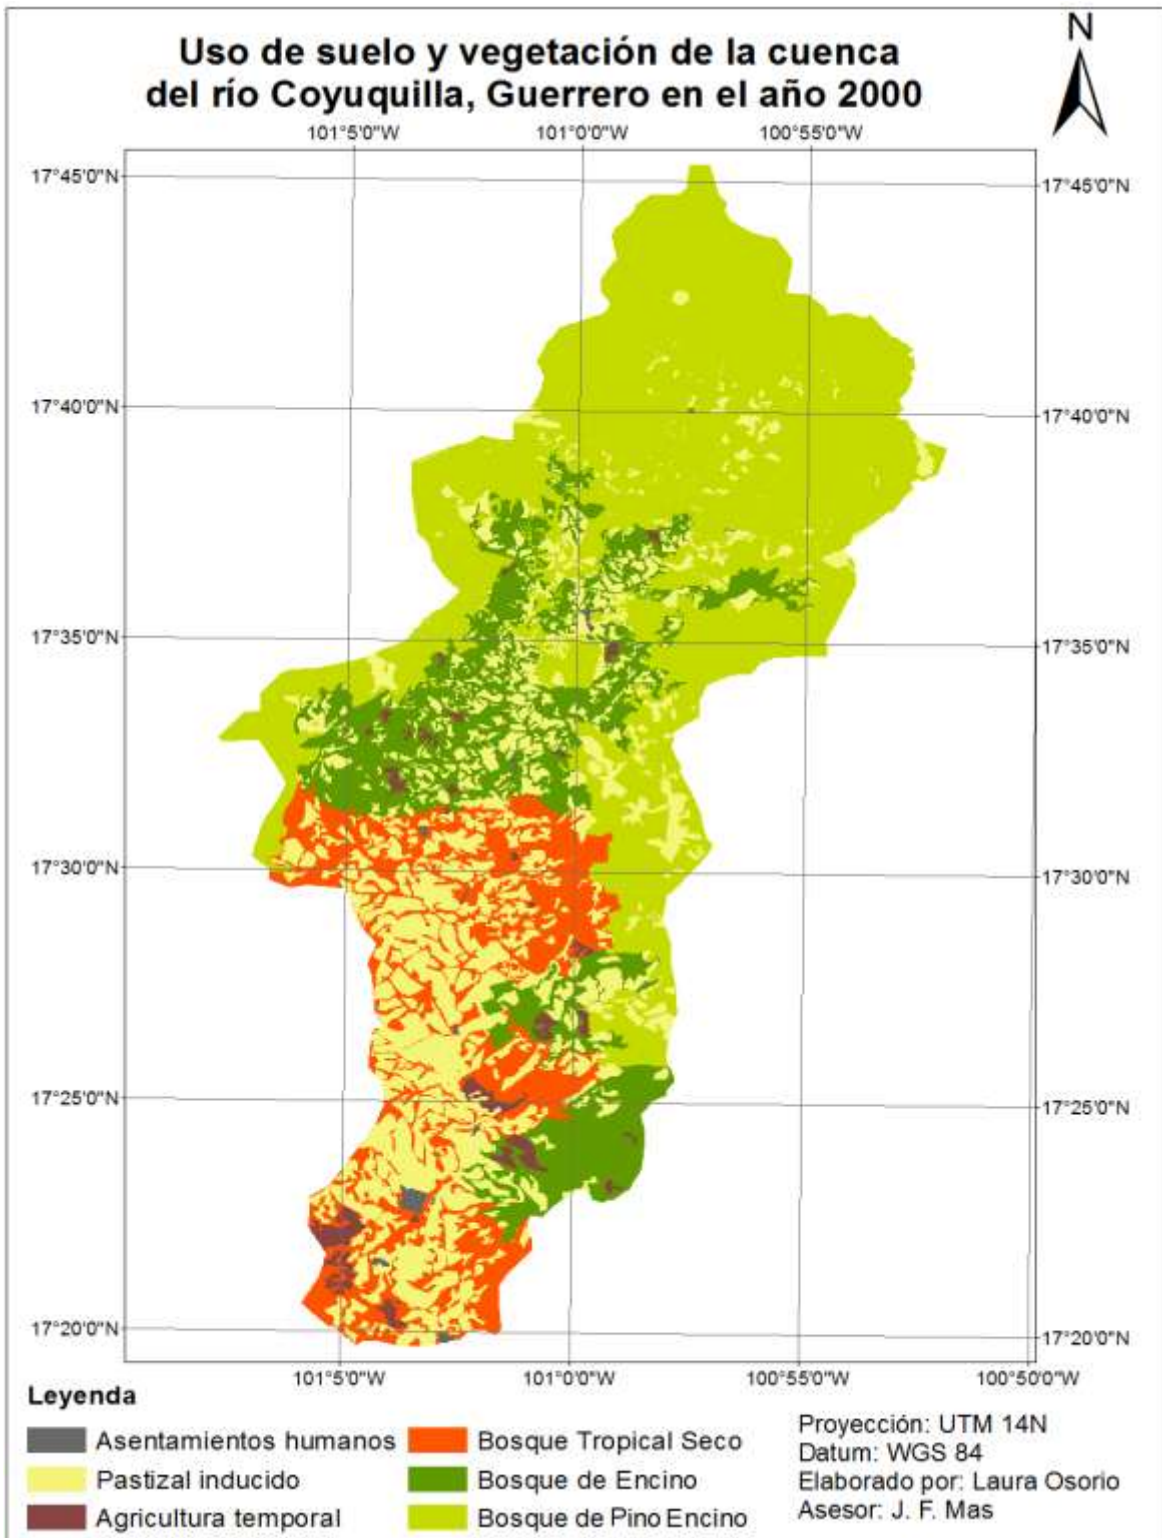 Uso de suelo y vegetación de la cuenca
del río Coyuquilla, Guerrero en el año 2000
N
101°5'0"W 101°0'0"W 100°55'0"W
17°45'0"N 17°45'0"N
17°40'0"N 17°40'0"N
17°35'0"N 17°35'0"N
17°30'0"N 17°30'0"N
17°25'0"N 17°25'0"N
17°20'0"N 17°20'0"N
101°5'0"W 101°0'0"W 100°55'0"W 100°50'0"W
Leyenda
Asentamientos humanos
Pastizal inducido
Agricultura temporal
Bosque Tropical Seco
Bosque de Encino
Bosque de Pino Encino
Proyección: UTM 14N
Datum: WGS 84
Elaborado por: Laura Osorio
Asesor: J. F. Mas